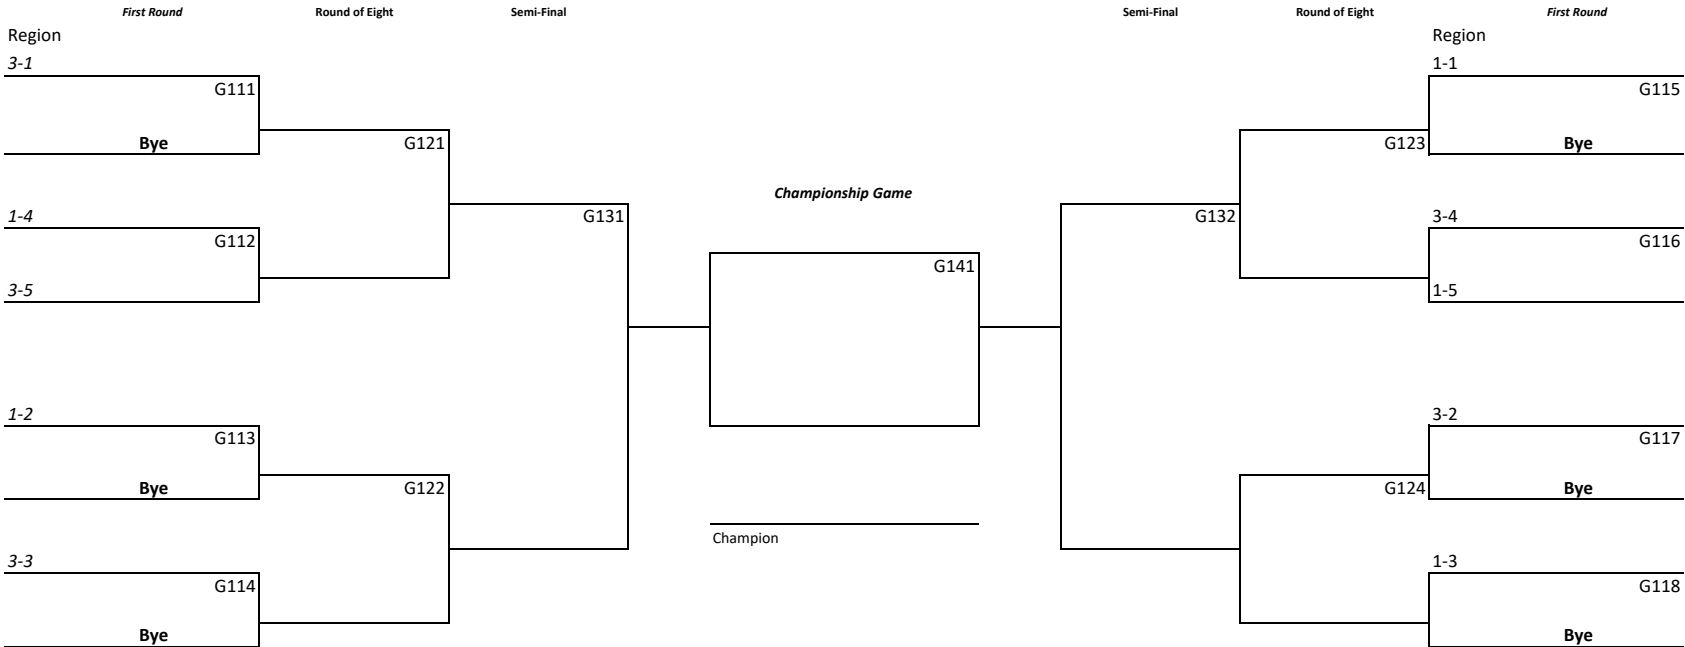 First Round Round of Eight Semi-Final Semi-Final Round of Eight First Round
Region Region
3-1 1-1
G111 G115
Bye G121 G123 Bye
Championship Game
1-4 G131 G132 3-4
G112 G116
G141
3-5 1-5
1-2 3-2
G113 G117
Bye G122 G124 Bye
Champion
3-3 1-3
G114 G118
Bye Bye